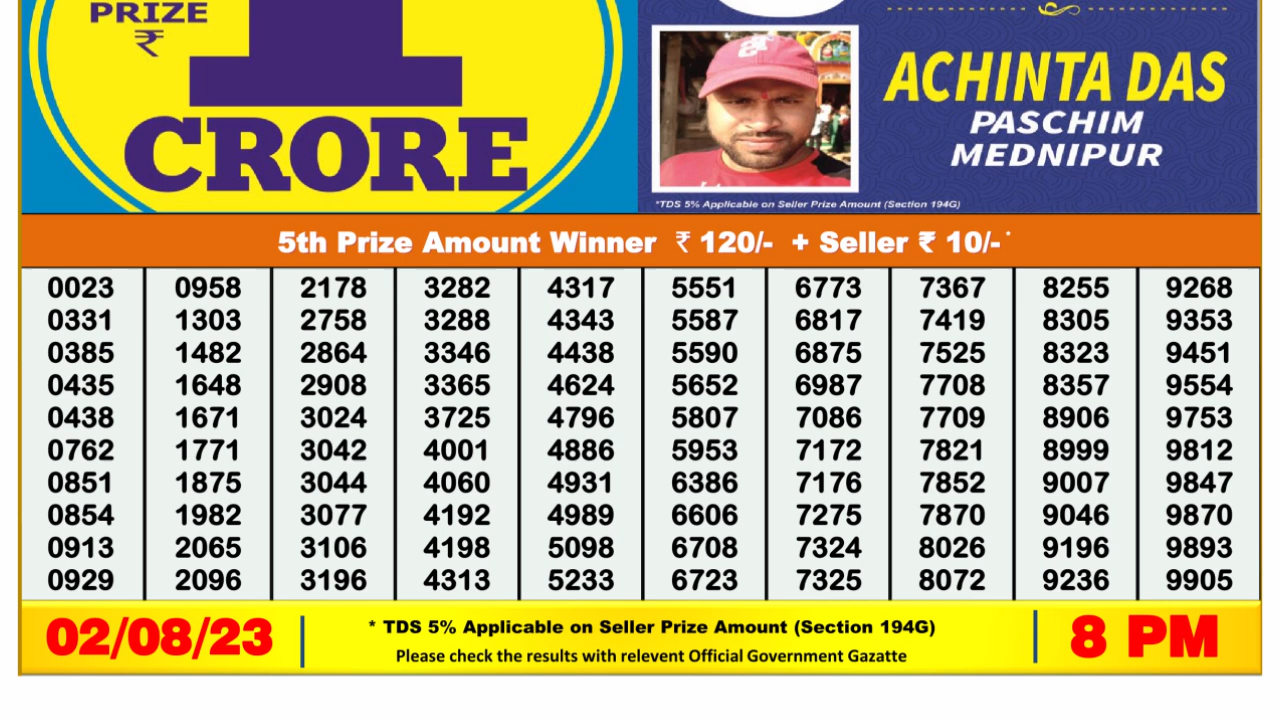 PRIZE
₹
1
CRORE
ACHINTA DAS
PASCHIM
MEDNIPUR
*TDS 5% Applicable on Seller Prize Amount (Section 194G)
5th Prize Amount Winner ₹ 120/- + Seller ₹ 10/-*
0023 0958 2178 3282 4317 5551 6773 7367 8255 9268
0331 1303 2758 3288 4343 5587 6817 7419 8305 9353
0385 1482 2864 3346 4438 5590 6875 7525 8323 9451
0435 1648 2908 3365 4624 5652 6987 7708 8357 9554
0438 1671 3024 3725 4796 5807 7086 7709 8906 9753
0762 1771 3042 4001 4886 5953 7172 7821 8999 9812
0851 1875 3044 4060 4931 6386 7176 7852 9007 9847
0854 1982 3077 4192 4989 6606 7275 7870 9046 9870
0913 2065 3106 4198 5098 6708 7324 8026 9196 9893
0929 2096 3196 4313 5233 6723 7325 8072 9236 9905
02/08/23
* TDS 5% Applicable on Seller Prize Amount (Section 194G)
Please check the results with relevent Official Government Gazatte
8 PM